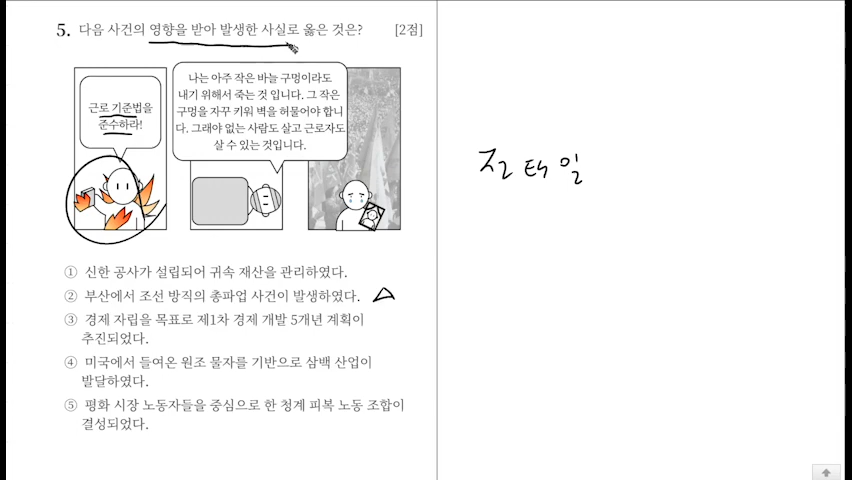 5. 다음 사건의 영향을 받아 발생한 사실로 옳은 것은? [2점]
근로 기준법을
준수하라!
나는 아주 작은 바늘 구멍이라도
내기 위해서 죽는 것 입니다. 그 작은
구멍을 자꾸 키워 벽을 허물어야 합니
다. 그래야 없는 사람도 살고 근로자도
살 수 있는 것입니다.
전태일
① 신한 공사가 설립되어 귀속 재산을 관리하였다.
② 부산에서 조선 방직의 총파업 사건이 발생하였다.
③ 경제 자립을 목표로 제1차 경제 개발 5개년 계획이
추진되었다.
④ 미국에서 들여온 원조 물자를 기반으로 삼백 산업이
발달하였다.
⑤ 평화 시장 노동자들을 중심으로 한 청계 피복 노동 조합이
결성되었다.